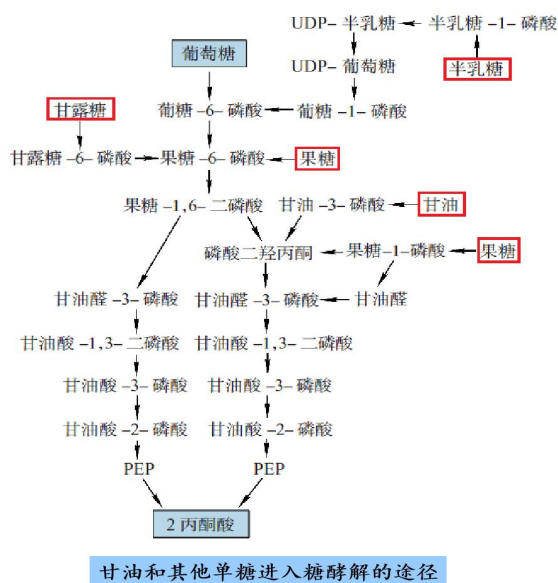 UDP–半乳糖 半乳糖–1–磷酸
葡萄糖 UDP–葡萄糖 半乳糖
甘露糖 葡糖–6–磷酸 葡糖–1–磷酸
甘露糖–6–磷酸 果糖–6–磷酸 果糖
果糖–1,6–二磷酸 甘油–3–磷酸 甘油
磷酸二羟丙酮 果糖–1–磷酸 果糖
甘油醛–3–磷酸 甘油醛–3–磷酸 甘油醛
甘油酸–1,3–二磷酸 甘油酸–1,3–二磷酸
甘油酸–3–磷酸 甘油酸–3–磷酸
甘油酸–2–磷酸 甘油酸–2–磷酸
PEP PEP
2 丙酮酸
甘油和其他单糖进入糖酵解的途径